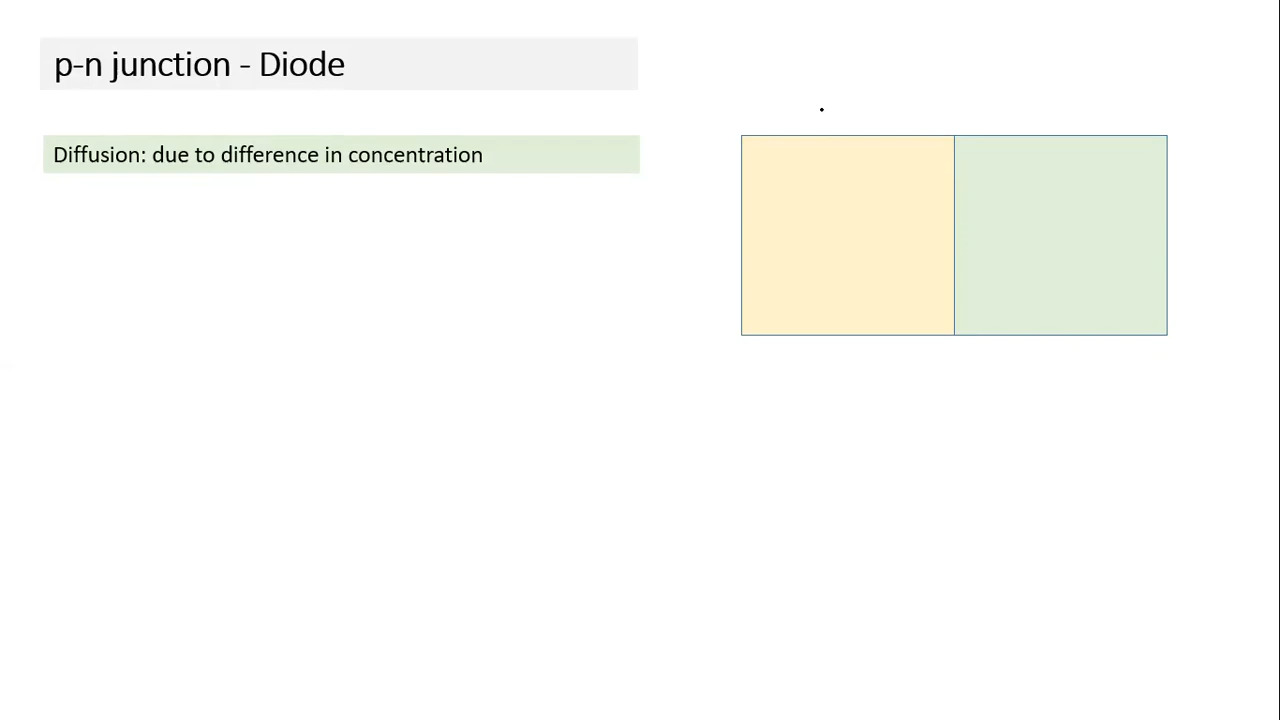 p-n junction - Diode
Diffusion: due to difference in concentration